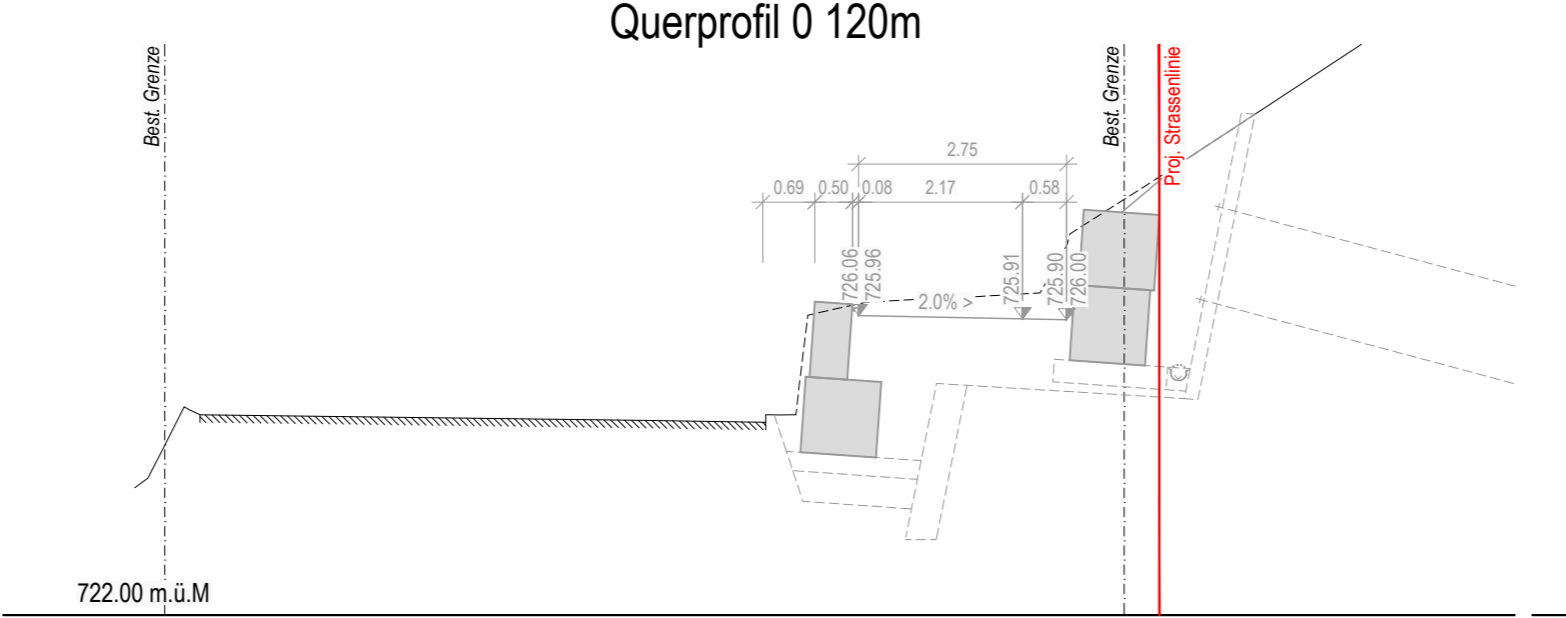 Querprofil 0 120m
Best. Grenze
Best. Grenze
Proj. Strassenlinie
2.75
0.69 0.50 0.08 2.17 0.58
726.06
725.96
725.91
725.90
726.00
2.0% >
722.00 m.ü.M